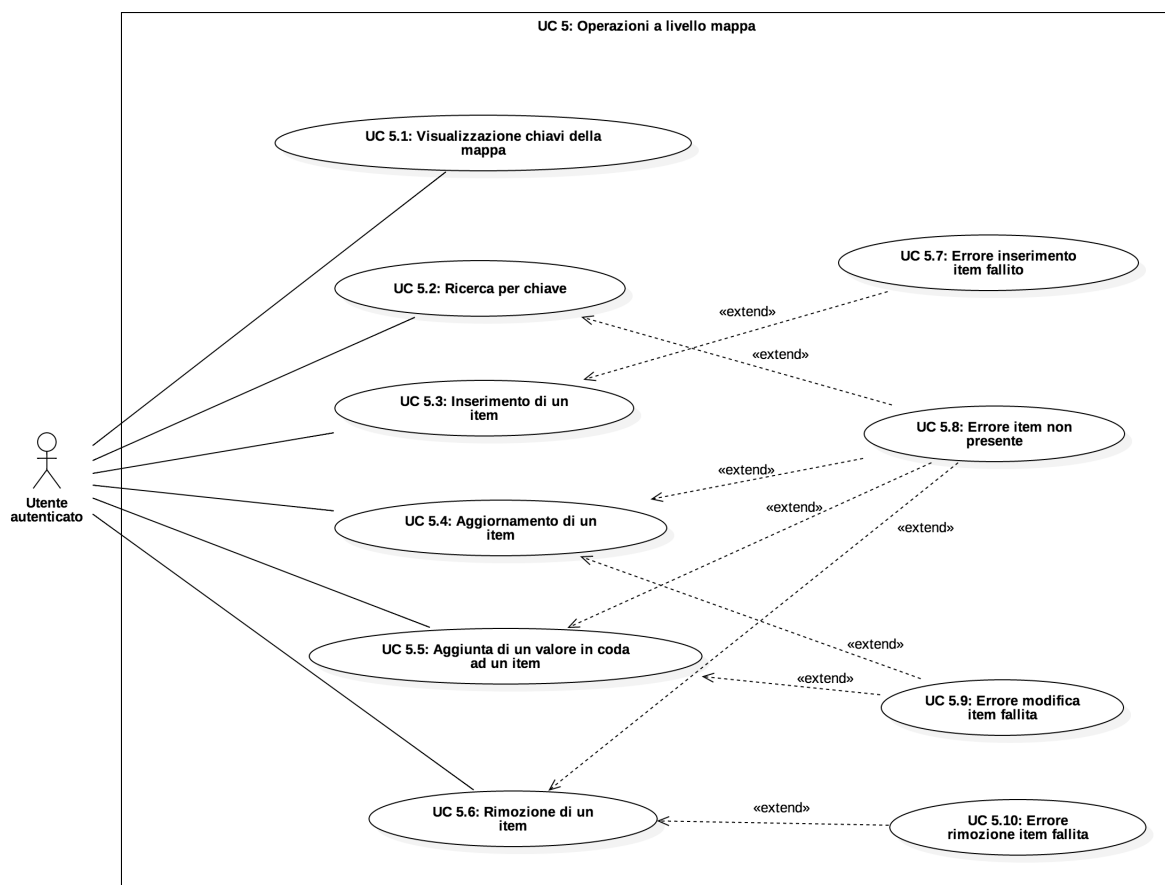 UC 5: Operazioni a livello mappa
UC 5.1: Visualizzazione chiavi della
mappa
UC 5.7: Errore inserimento
item fallito
UC 5.2: Ricerca per chiave
«extend»
«extend»
UC 5.3: Inserimento di un
item
UC 5.8: Errore item non
presente
«extend»
Utente
autenticato
«extend»
UC 5.4: Aggiornamento di un
item
«extend»
«extend»
UC 5.5: Aggiunta di un valore in coda
ad un item
«extend»
UC 5.9: Errore modifica
item fallita
«extend»
UC 5.6: Rimozione di un
item
UC 5.10: Errore
rimozione item fallita